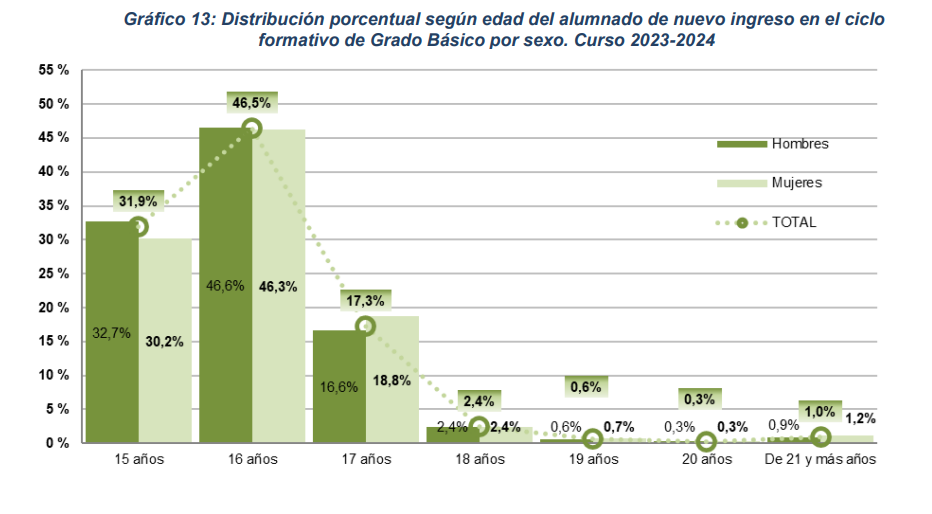 Gráfico 13: Distribución porcentual según edad del alumnado de nuevo ingreso en el ciclo
formativo de Grado Básico por sexo. Curso 2023-2024
55 %
50 %
45 %
40 %
35 %
30 %
25 %
20 %
15 %
10 %
5 %
0 %
46,5%
31,9%
17,3%
2,4%
0,6%
0,3%
1,0%
Hombres
Mujeres
TOTAL
32,7%
30,2%
46,6%
46,3%
16,6%
18,8%
2,4%
2,4%
0,6%
0,7%
0,3%
0,3%
0,9%
1,2%
15 años
16 años
17 años
18 años
19 años
20 años
De 21 y más años